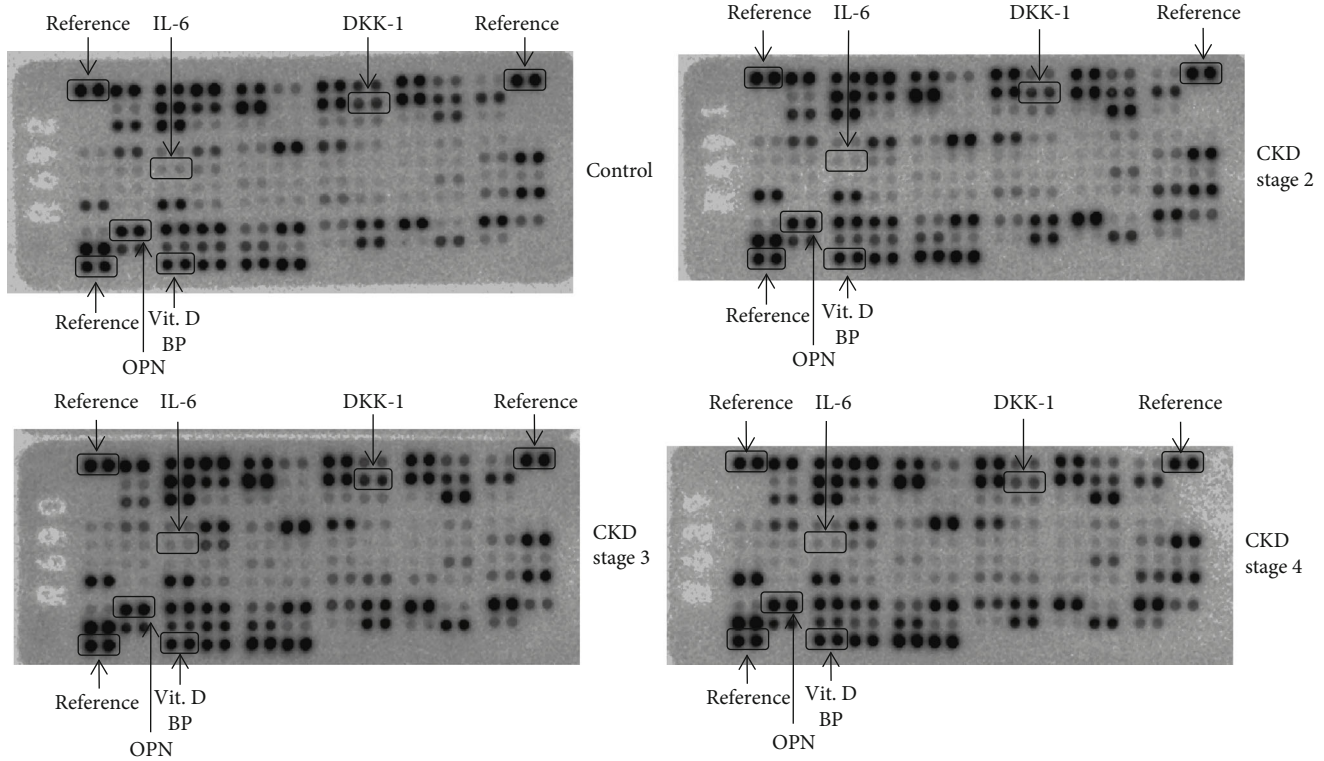 Reference IL-6 DKK-1 Reference
Control
Reference Vit. D
BP
OPN
Reference IL-6 DKK-1 Reference
CKD
stage 2
Reference Vit. D
BP
OPN
Reference IL-6 DKK-1 Reference
CKD
stage 3
Reference Vit. D
BP
OPN
Reference IL-6 DKK-1 Reference
CKD
stage 4
Reference Vit. D
BP
OPN